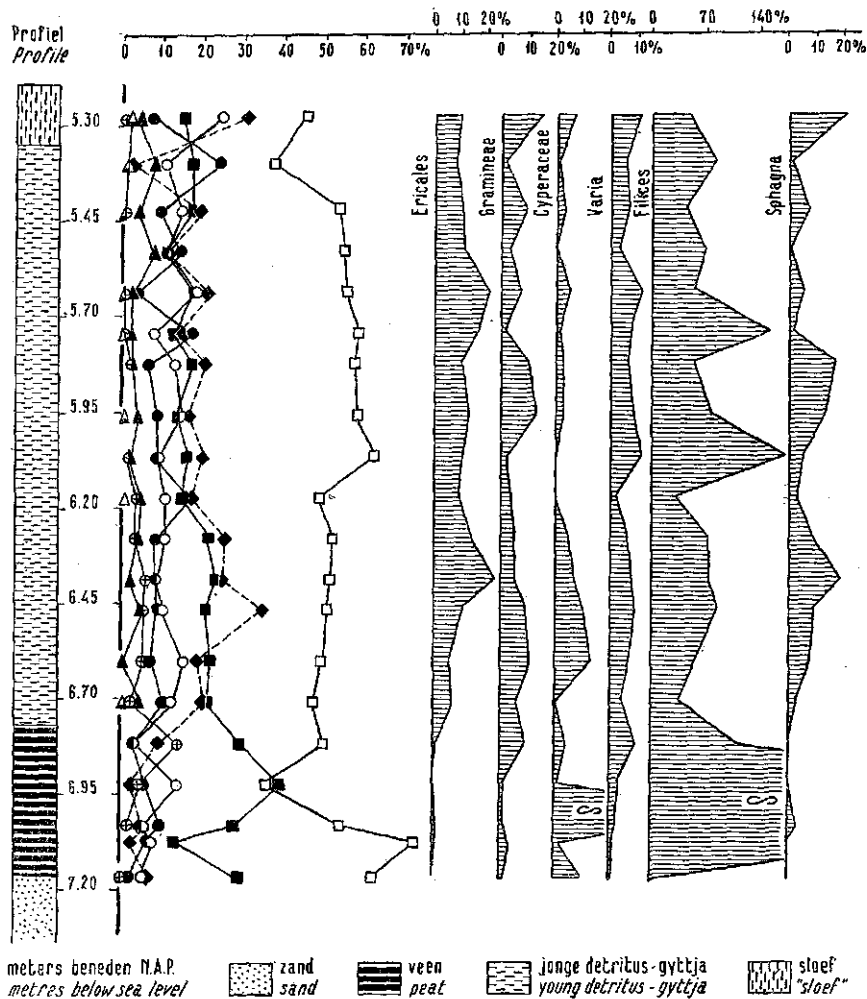 Profiel
Profile
0 10 20 30 40 50 60 70%
0 10 20%
0
0 10 20%
0
0 70 140%
0 10 20%
20%
0 10%
Ericales
Gramineae
Cyperaceae
Varia
Filices
Sphagna
5.30
5.45
5.70
5.95
6.20
6.45
6.70
6.95
7.20
meters beneden N.A.P.
metres below sea level
zand
sand
veen
peat
jonge detritus-gyttja
young detritus-gyttja
sloef
"sloef"